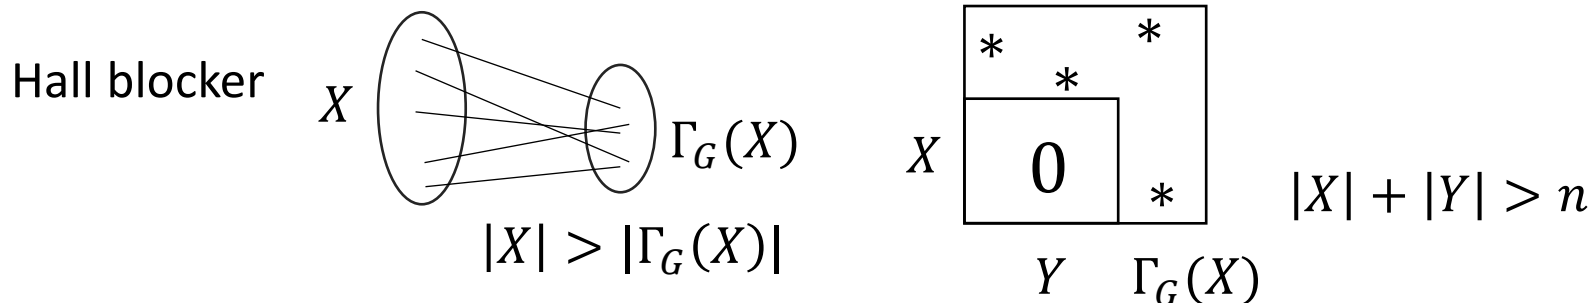 Hall blocker
X
Γ_G(X)
|X| > |Γ_G(X)|
* * * *
X
0
Y Γ_G(X)
|X| + |Y| > n